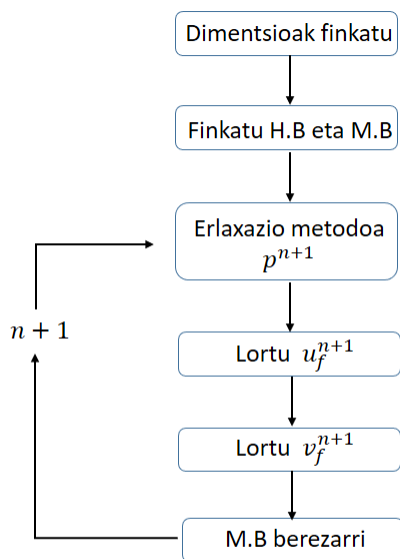 Dimentsioak finkatu
Finkatu H.B eta M.B
Erlaxazio metodoa
$p^{n+1}$
$n+1$
Lortu $u_f^{n+1}$
Lortu $v_f^{n+1}$
M.B berezarri